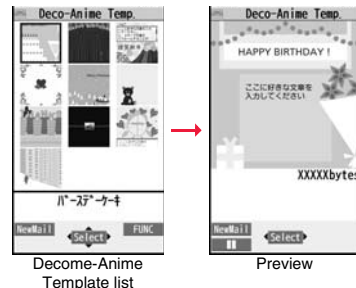 Deco-Anime Temp.
バースデーケーキ
NewMail
Select
FUNC
Decome-Anime
Template list
Deco-Anime Temp.
HAPPY BIRTHDAY !
ここに好きな文章を
入力してください
XXXXXbytes
NewMail
Select
Preview